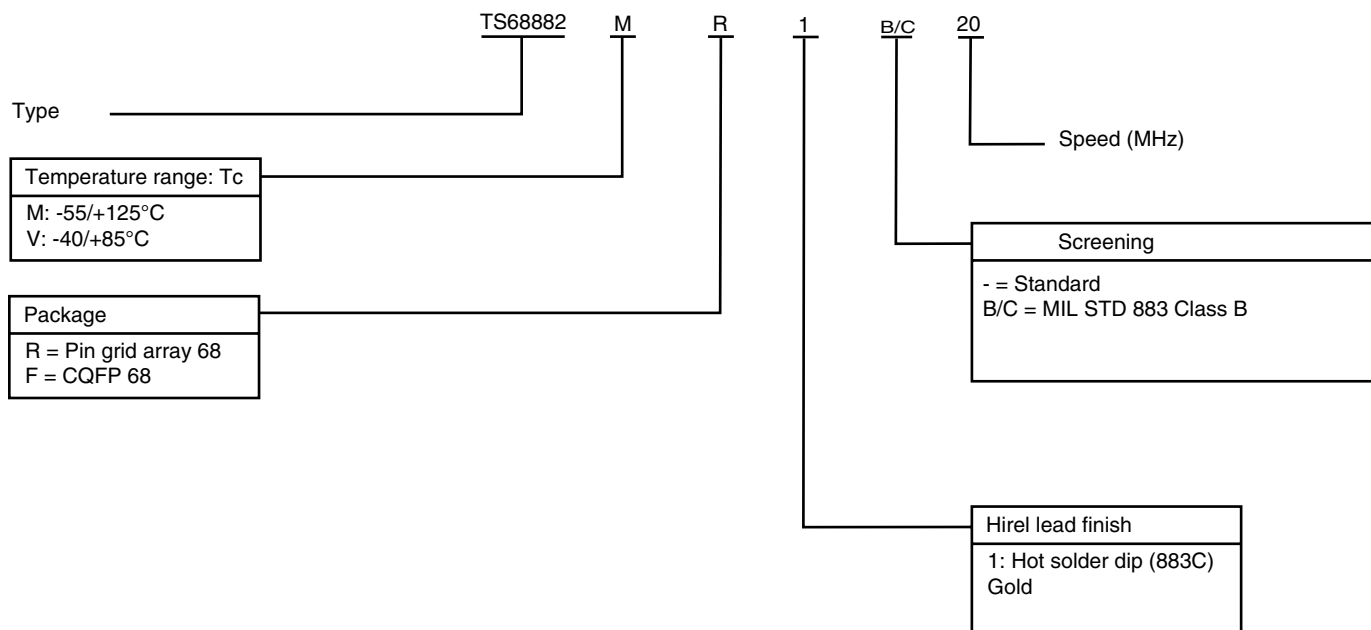 TS68882 M R 1 B/C 20
Type
Speed (MHz)
Temperature range: Tc
M: -55/+125°C
V: -40/+85°C
Screening
- = Standard
B/C = MIL STD 883 Class B
Package
R = Pin grid array 68
F = CQFP 68
Hirel lead finish
1: Hot solder dip (883C)
Gold